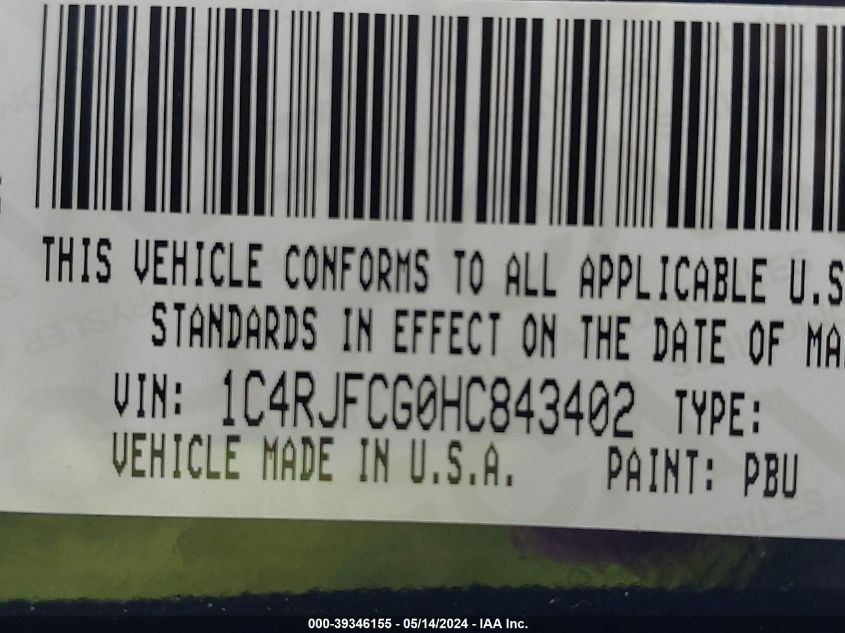 THIS VEHICLE CONFORMS TO ALL APPLICABLE U.S
STANDARDS IN EFFECT ON THE DATE OF MA
VIN: 1C4RJFCG0HC843402 TYPE:
VEHICLE MADE IN U.S.A. PAINT: PBU
000-39346155 - 05/14/2024 - IAA Inc.